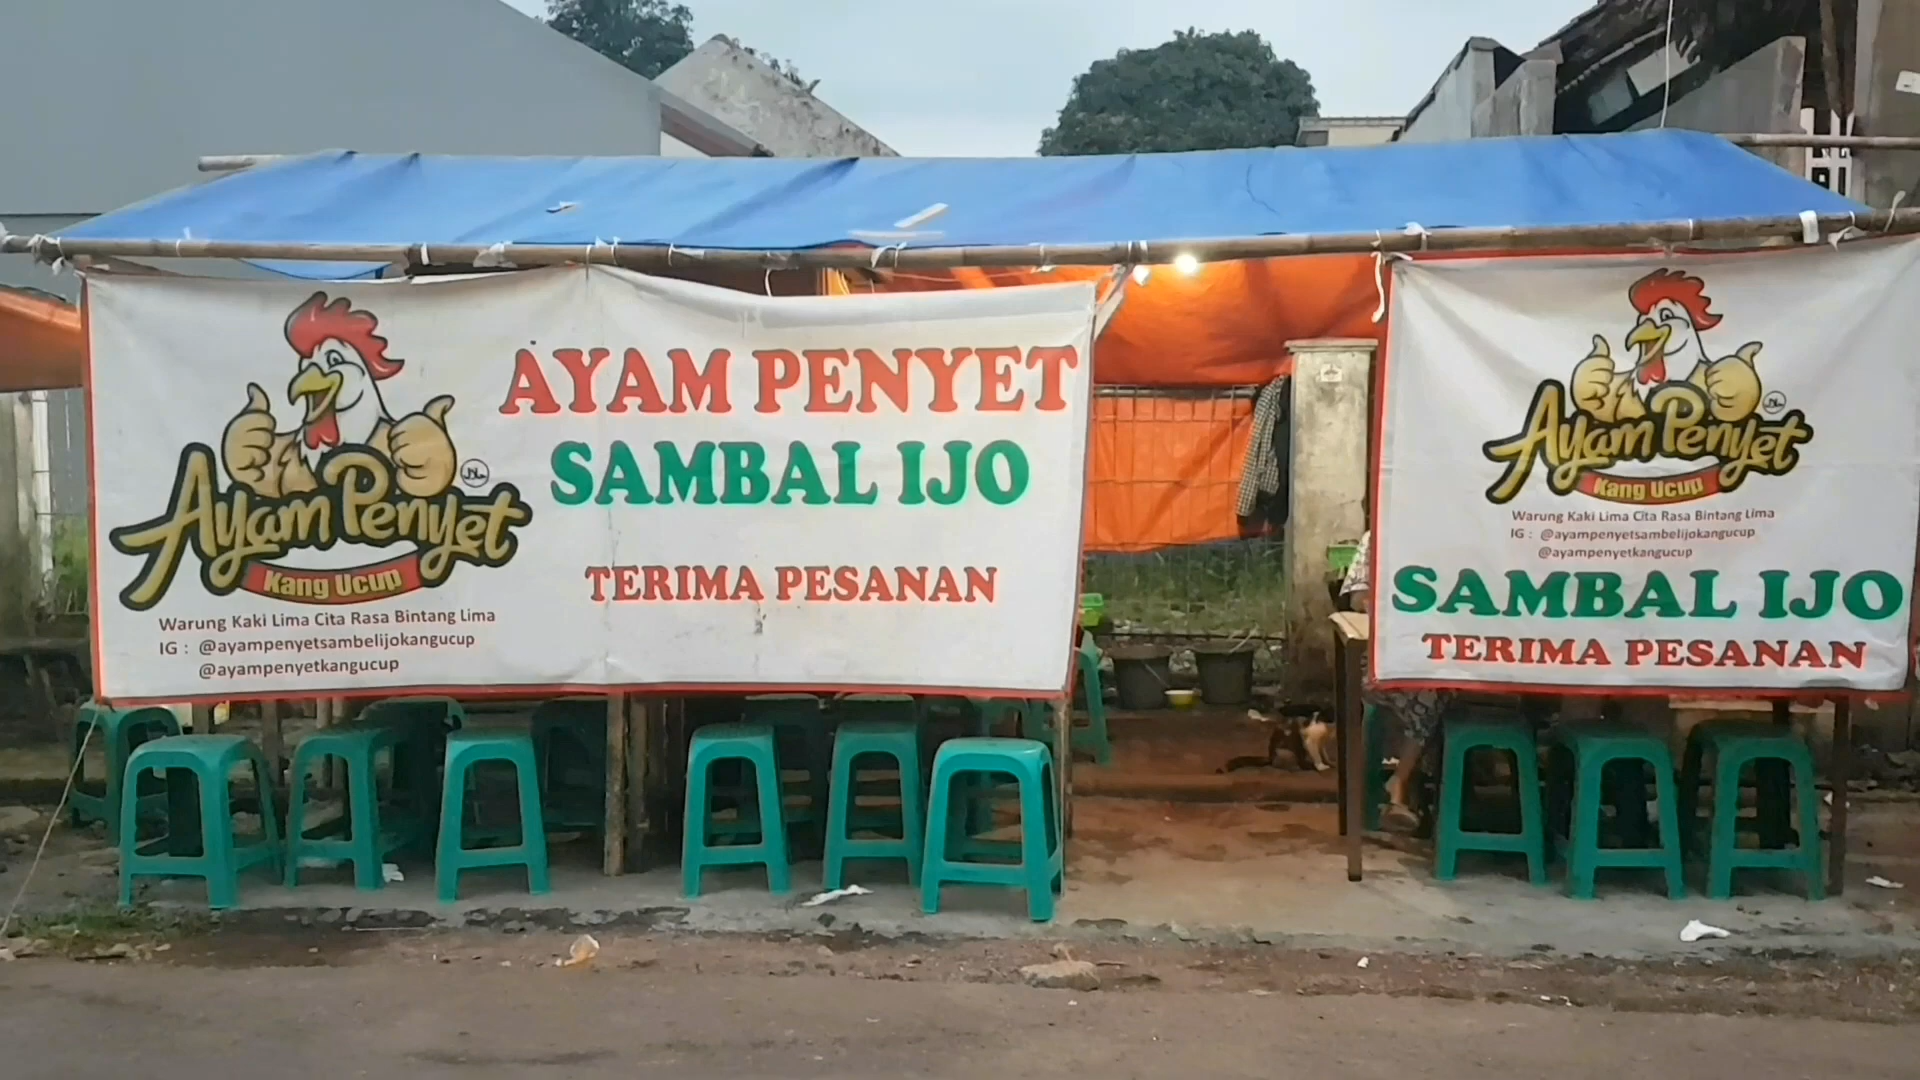 Ayam Penyet
Kang Ucup
Warung Kaki Lima Cita Rasa Bintang Lima
IG : @ayampenyetsambelijokangucup
@ayampenyetkangucup
AYAM PENYET
SAMBAL IJO
TERIMA PESANAN
Ayam Penyet
Kang Ucup
Warung Kaki Lima Cita Rasa Bintang Lima
IG : @ayampenyetsambelijokangucup
@ayampenyetkangucup
SAMBAL IJO
TERIMA PESANAN